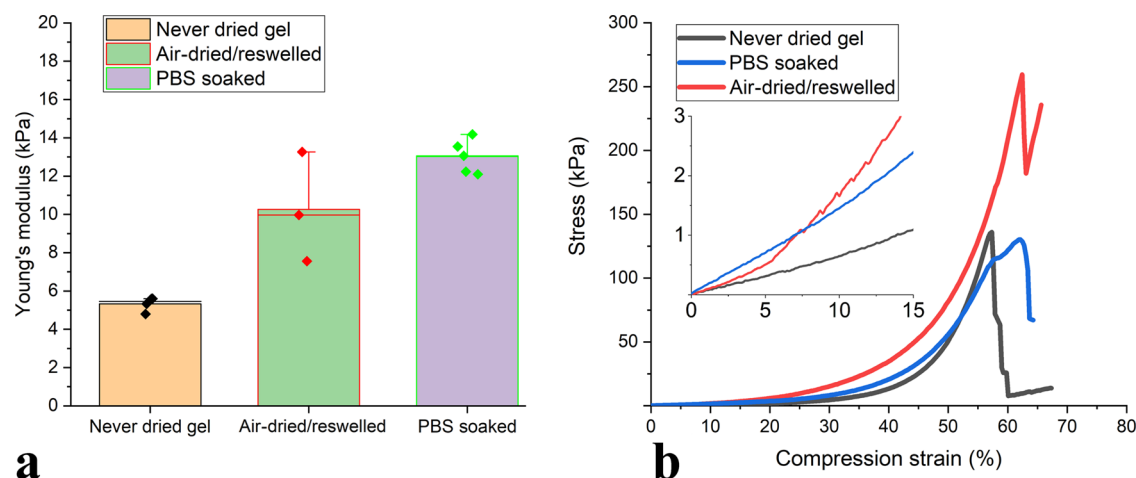 20
18
16
14
12
10
8
6
4
2
0
Young's modulus (kPa)
Never dried gel
Air-dried/reswelled
PBS soaked
Never dried gel
Air-dried/reswelled
PBS soaked
a
300
250
200
150
100
50
0
Stress (kPa)
Never dried gel
PBS soaked
Air-dried/reswelled
3
2
1
0
5
10
15
0
10
20
30
40
50
60
70
80
Compression strain (%)
b